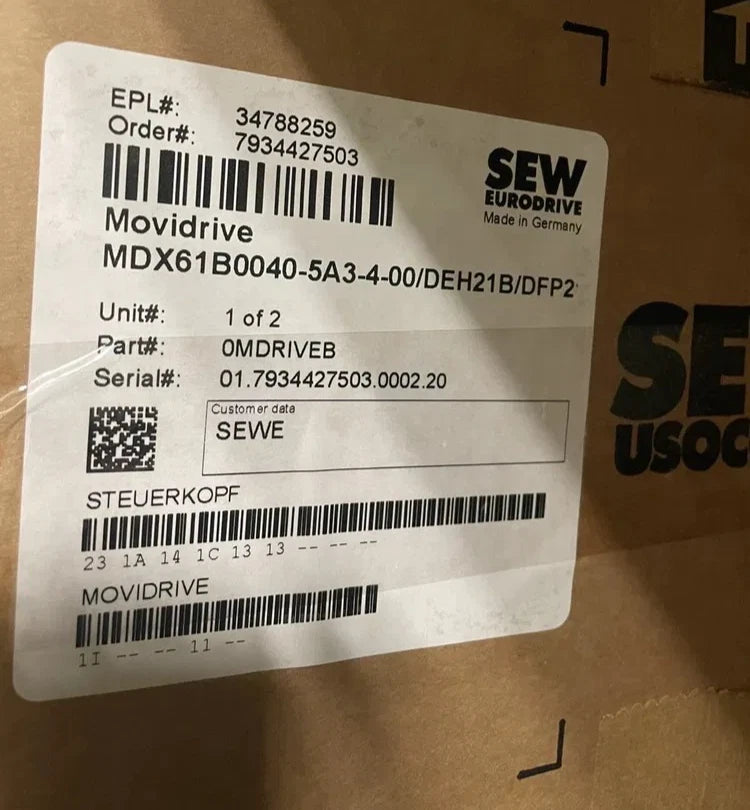 EPL#: 34788259
Order#: 7934427503
SEW
EURODRIVE
Made in Germany
Movidrive
MDX61B0040-5A3-4-00/DEH21B/DFP2
Unit#: 1 of 2
Part#: 0MDRIVEB
Serial#: 01.7934427503.0002.20
Customer data
SEWE
STEUERKOPF
23 1A 14 1C 13 13 -- -- --
MOVIDRIVE
1I -- -- 11 --
SE
USOC